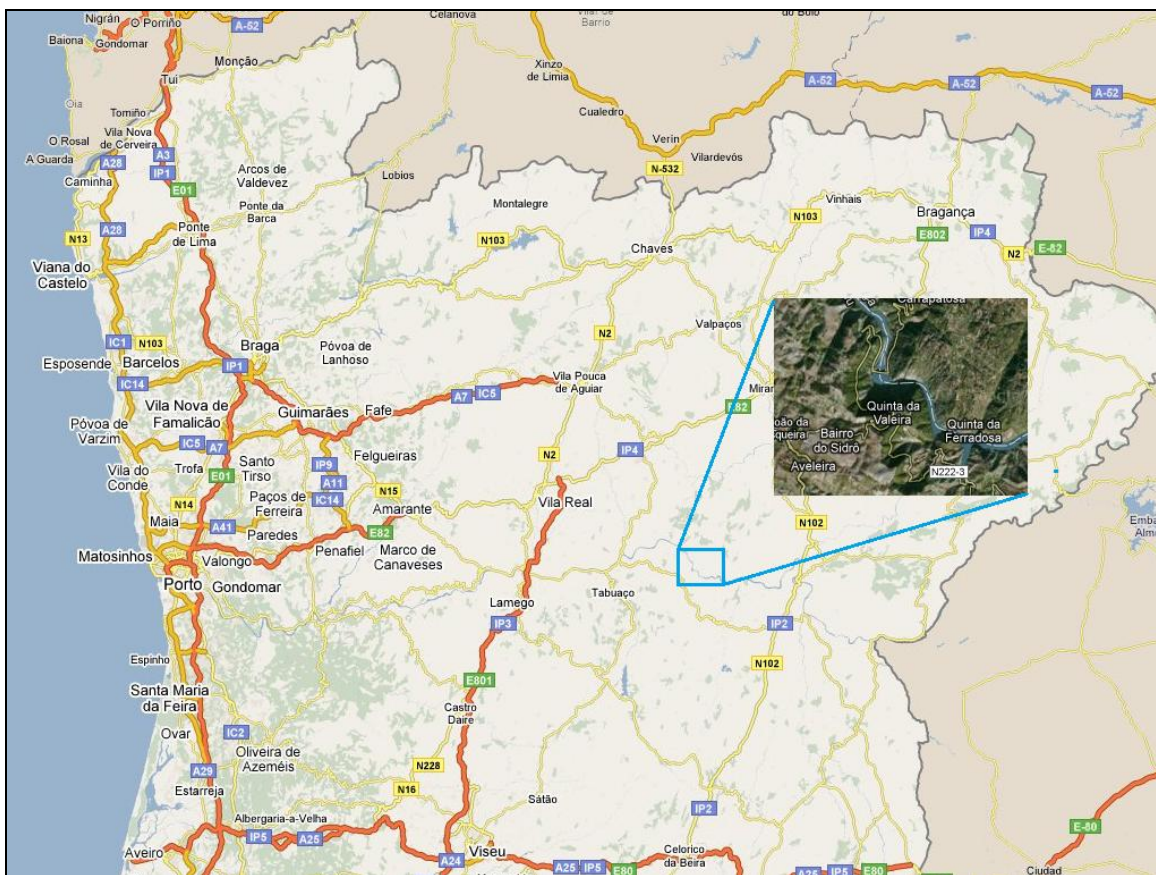 Nigrán
O Porriño
Baiona
Gondomar
A-52
Celanova
Vilar de
Barrio
do Bolo
Monção
Tui
Xinzo
de Limia
A-52
A-52
A-52
Oia
Tomiño
Cualedro
Verin
Vilardevós
Vila Nova
de Cerveira
O Rosal
A Guarda
A28
A3
IP1
N-532
Caminha
E01
Arcos de
Valdevez
Lobios
Ponte da
Barca
Montalegre
Vinhais
Bragança
N103
E802
IP4
A28
N13
Ponte
de Lima
N103
Chaves
N2
E-82
Viana do
Castelo
Carrapatosa
Valpaços
N2
IC1
N103
Braga
Póvoa de
Lanhoso
Esposende
Barcelos
IP1
IC14
Vila Pouca
de Aguiar
A7
IC5
E82
Quinta da
Valeira
Quinta da
Ferradosa
Bairro
do Sidró
Aveleira
N222-3
Vila Nova de
Famalicão
Guimarães
Fafe
Póvoa de
Varzim
IC5
A7
IP4
N2
Felgueiras
Vila do
Conde
Trofa
E01
Santo
Tirso
IP9
A11
IC14
N15
N14
Paços de
Ferreira
Amarante
Vila Real
N102
Maia
A41
Paredes
E82
Matosinhos
Valongo
Penafiel
Marco de
Canaveses
Porto
Gondomar
Tabuaço
Lamego
IP3
IP2
Espinho
N102
E801
Santa Maria
da Feira
Castro
Daire
Ovar
IC2
Oliveira de
Azeméis
A29
N228
N16
Estarreja
Sátão
IP2
Albergaria-a-Velha
IP5
A25
E-80
Aveiro
A24
Viseu
A25
IP5
E80
Celorico
da Beira
A25
IP5
E80
Ciudad